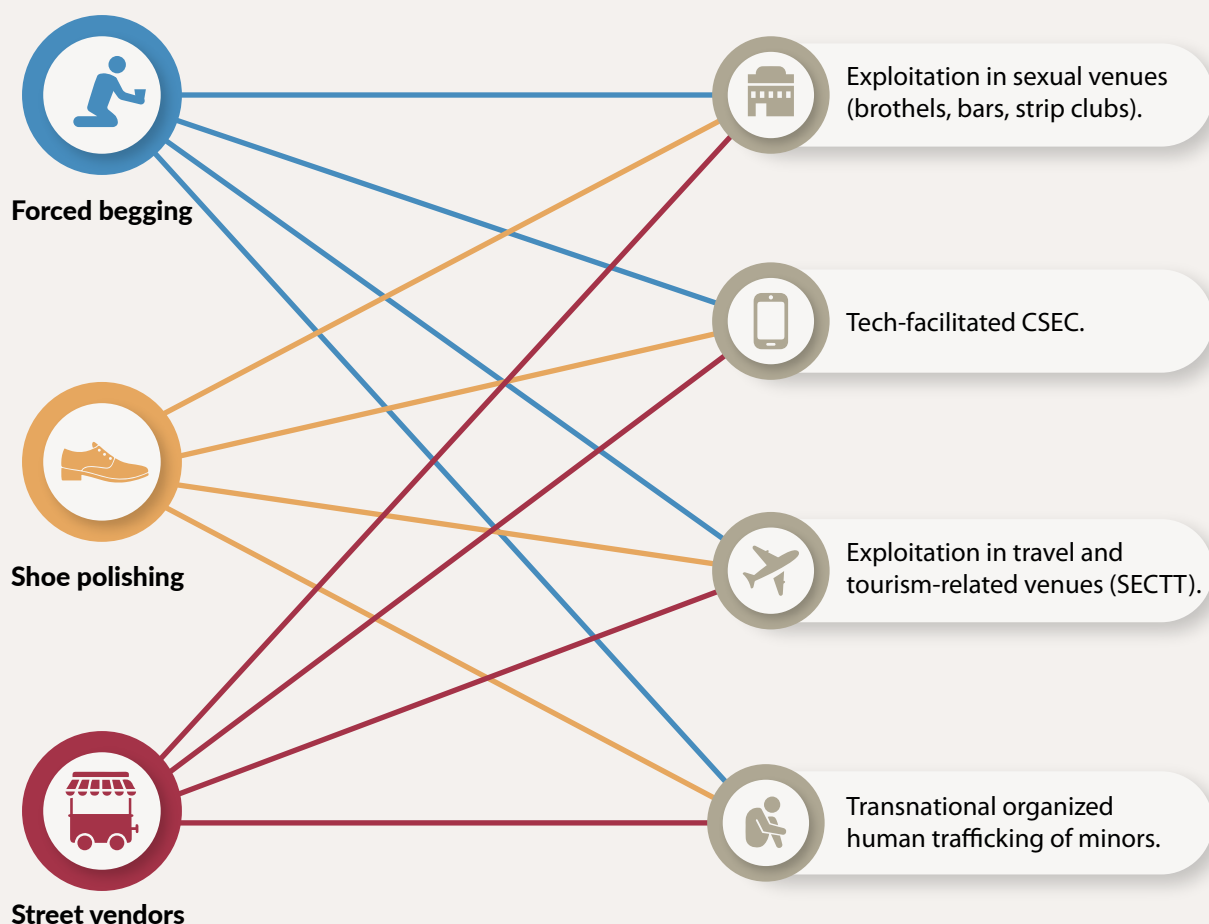 Forced begging
Shoe polishing
Street vendors
Exploitation in sexual venues
(brothels, bars, strip clubs).
Tech-facilitated CSEC.
Exploitation in travel and
tourism-related venues (SECTT).
Transnational organized
human trafficking of minors.